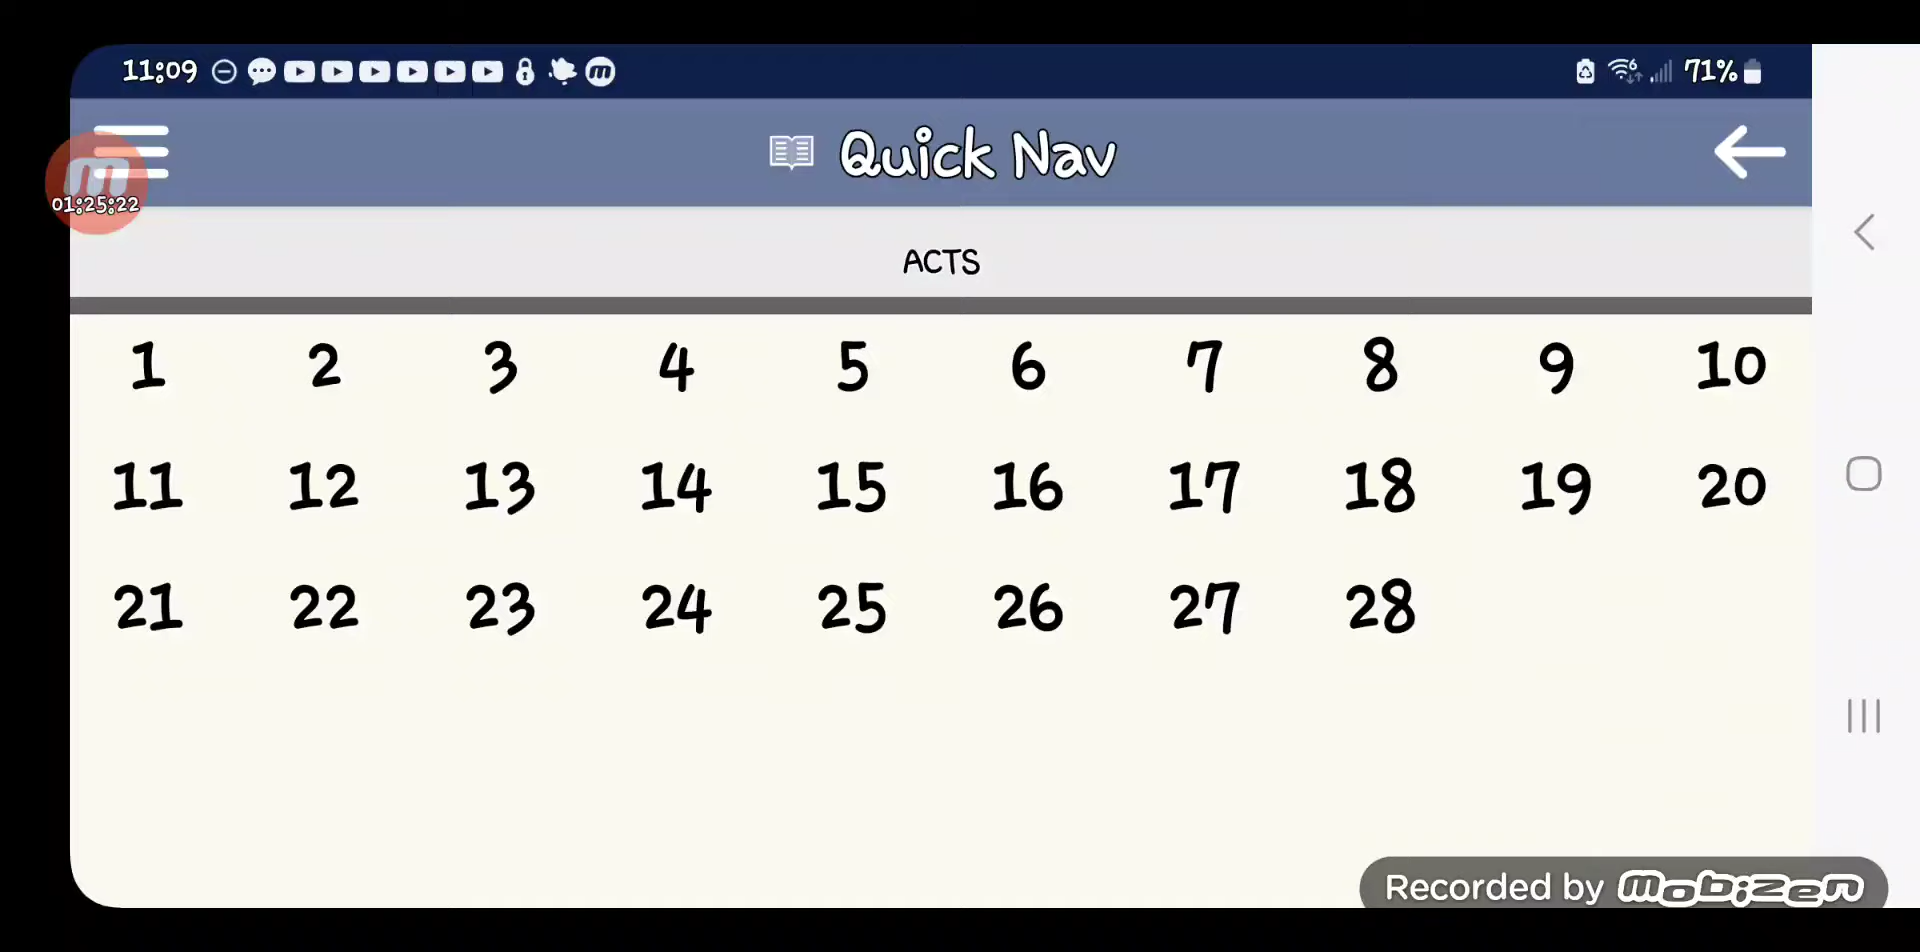 11:09
71%
Quick Nav
01:25:22
ACTS
1 2 3 4 5 6 7 8 9 10
11 12 13 14 15 16 17 18 19 20
21 22 23 24 25 26 27 28
Recorded by Mobizen